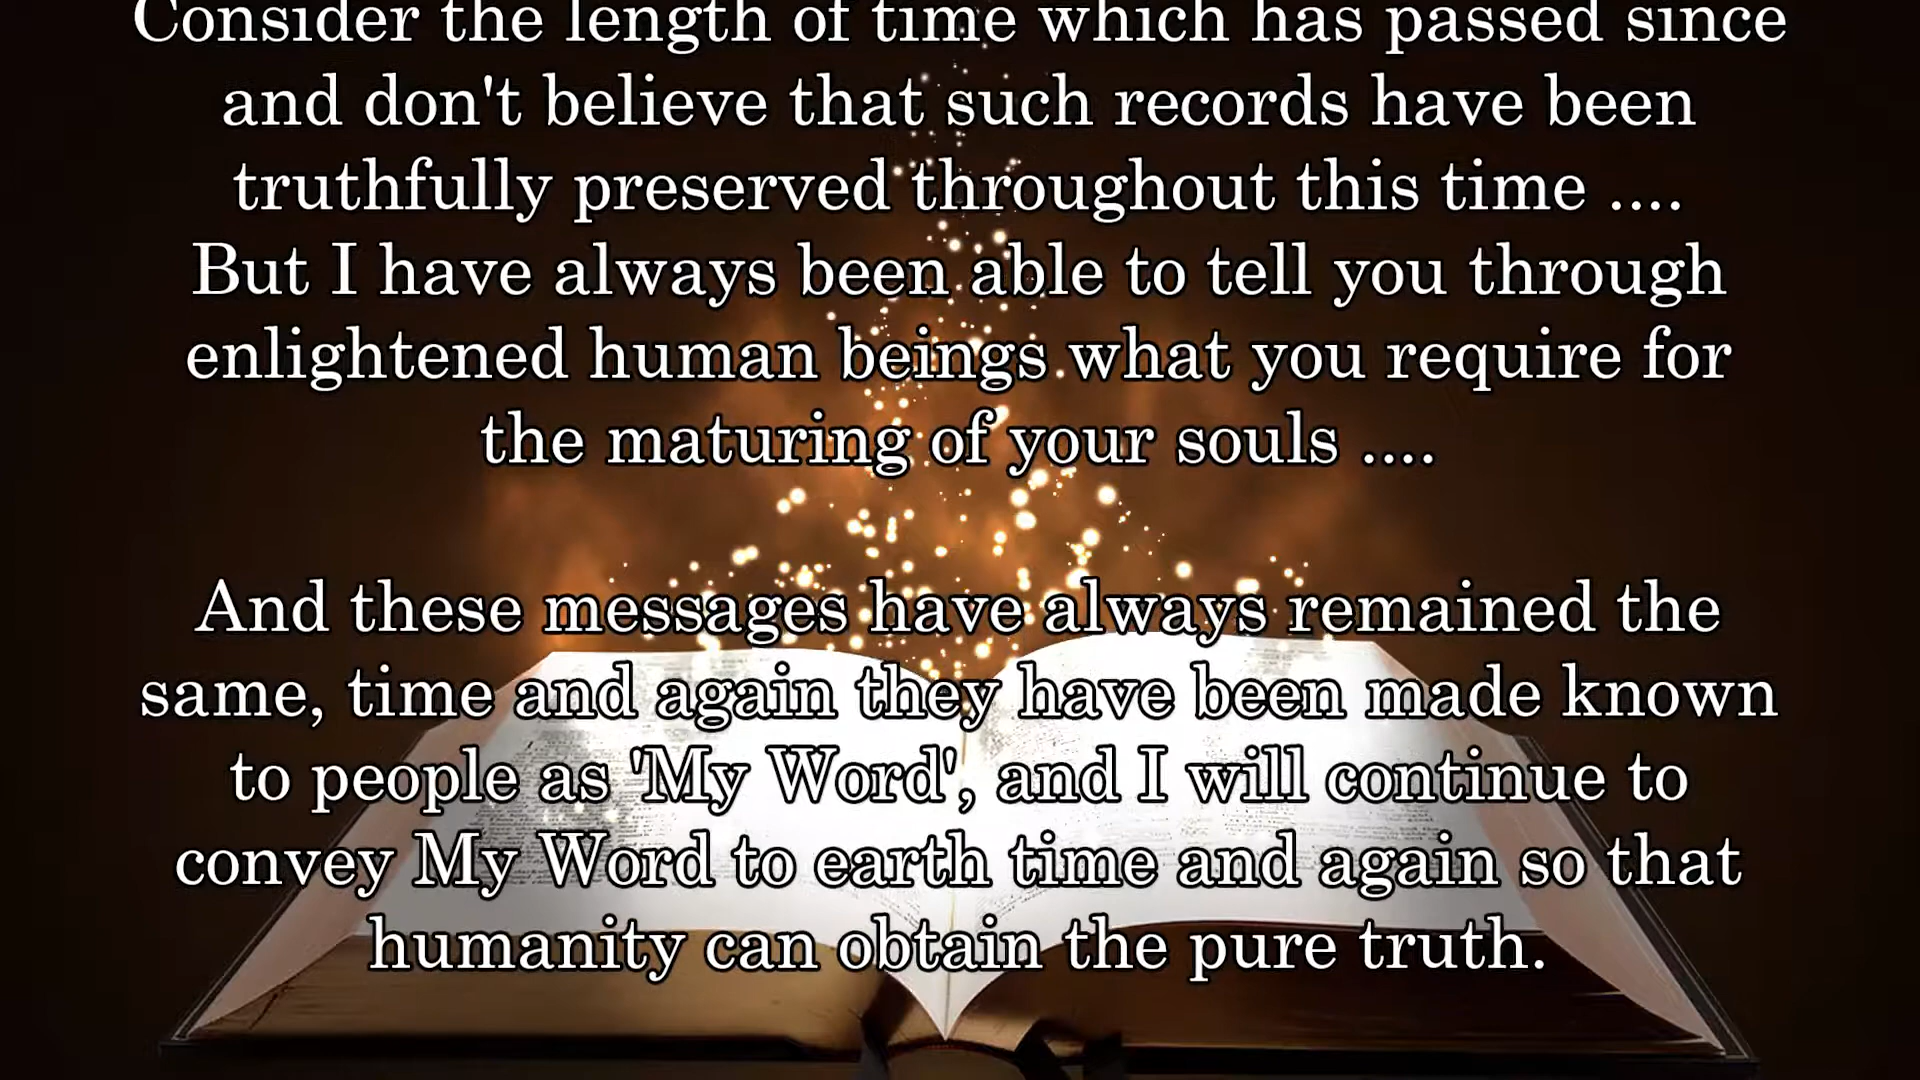 Consider the length of time which has passed since
and don't believe that such records have been
truthfully preserved throughout this time ....
But I have always been able to tell you through
enlightened human beings what you require for
the maturing of your souls ....
And these messages have always remained the
same, time and again they have been made known
to people as 'My Word', and I will continue to
convey My Word to earth time and again so that
humanity can obtain the pure truth.